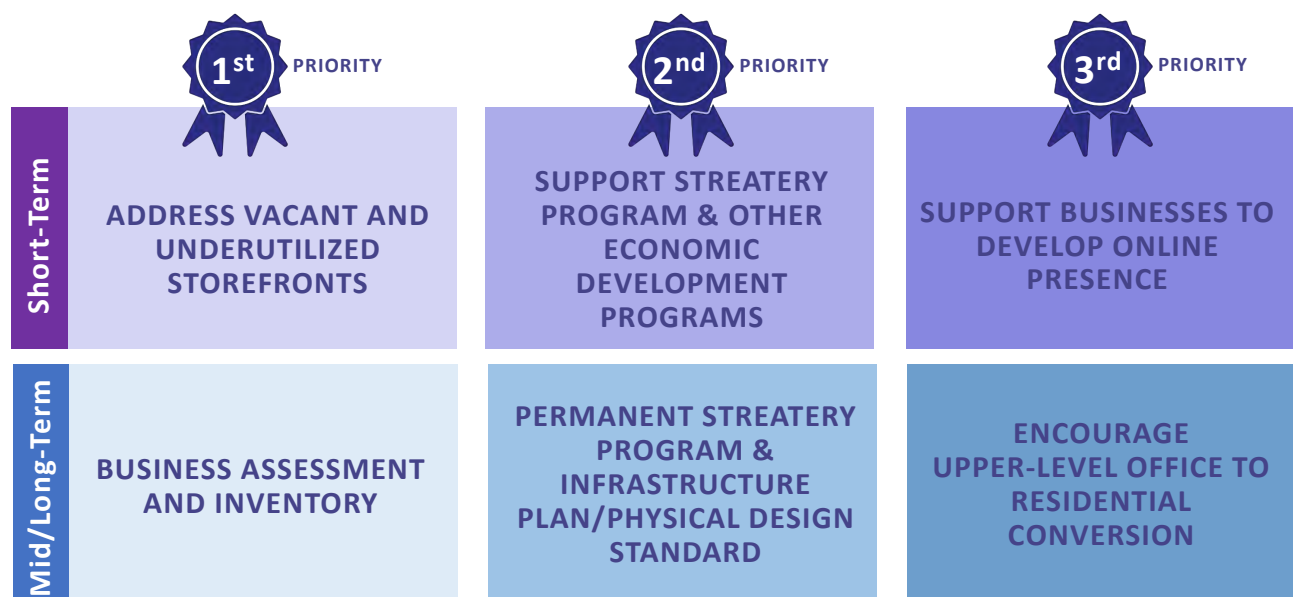 1st PRIORITY
2nd PRIORITY
3rd PRIORITY
Short-Term
ADDRESS VACANT AND
UNDERUTILIZED
STOREFRONTS
SUPPORT STREATERY
PROGRAM & OTHER
ECONOMIC
DEVELOPMENT
PROGRAMS
SUPPORT BUSINESSES TO
DEVELOP ONLINE
PRESENCE
Mid/Long-Term
BUSINESS ASSESSMENT
AND INVENTORY
PERMANENT STREATERY
PROGRAM &
INFRASTRUCTURE
PLAN/PHYSICAL DESIGN
STANDARD
ENCOURAGE
UPPER-LEVEL OFFICE TO
RESIDENTIAL
CONVERSION